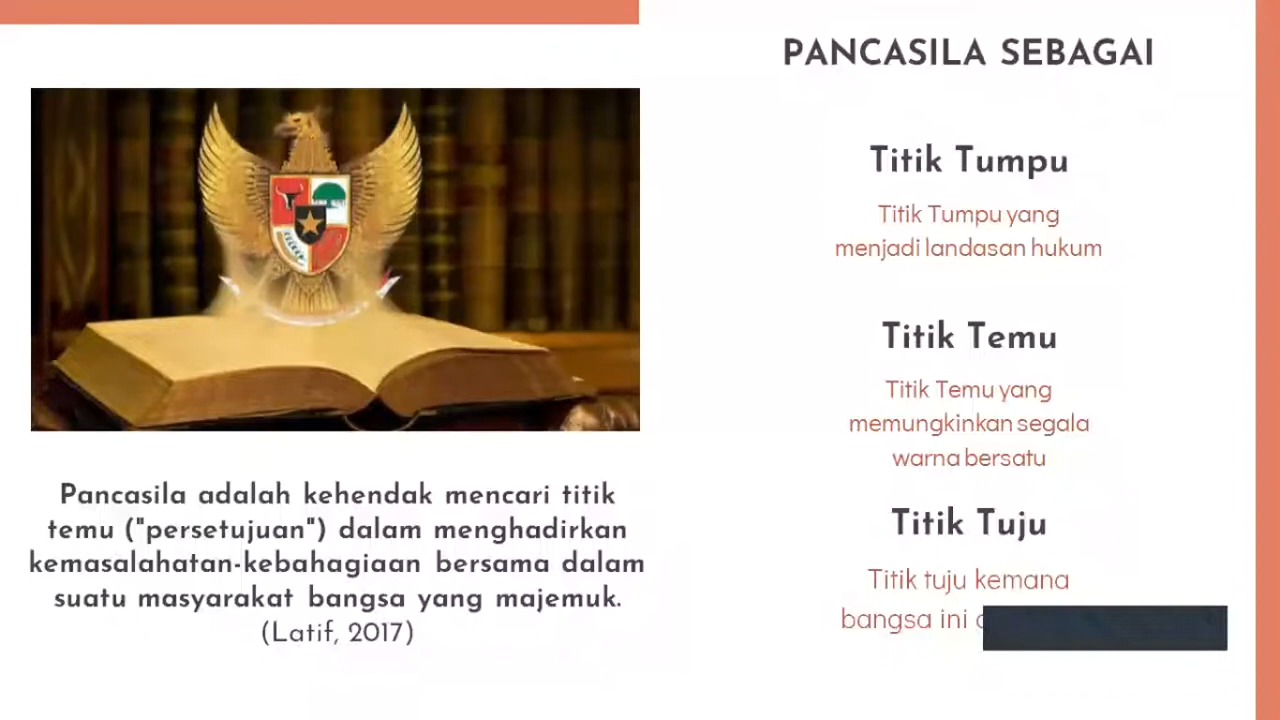 PANCASILA SEBAGAI
Titik Tumpu
Titik Tumpu yang
menjadi landasan hukum
Titik Temu
Titik Temu yang
memungkinkan segala
warna bersatu
Titik Tuju
Titik tuju kemana
bangsa ini
Pancasila adalah kehendak mencari titik
temu ("persetujuan") dalam menghadirkan
kemasalahatan-kebahagiaan bersama dalam
suatu masyarakat bangsa yang majemuk.
(Latif, 2017)